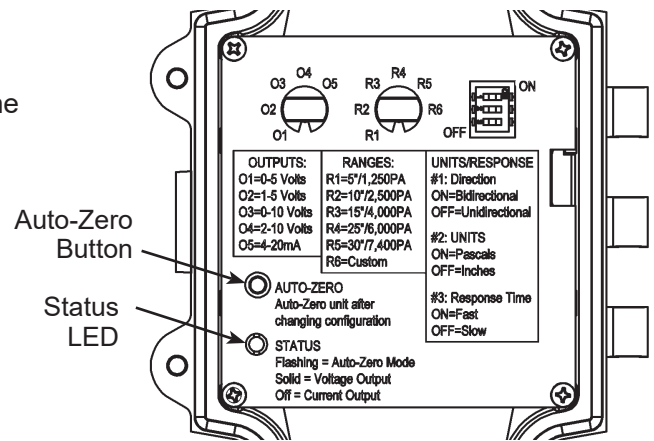 ne
O1
O2
O3
O4
O5
R1
R2
R3
R4
R5
R6
ON
OFF
OUTPUTS:
O1=0-5 Volts
O2=1-5 Volts
O3=0-10 Volts
O4=2-10 Volts
O5=4-20mA
RANGES:
R1=5"/1,250PA
R2=10"/2,500PA
R3=15"/4,000PA
R4=25"/6,000PA
R5=30"/7,400PA
R6=Custom
UNITS/RESPONSE
#1: Direction
ON=Bidirectional
OFF=Unidirectional
#2: UNITS
ON=Pascals
OFF=Inches
#3: Response Time
ON=Fast
OFF=Slow
Auto-Zero
Button
AUTO-ZERO
Auto-Zero unit after
changing configuration
Status
LED
STATUS
Flashing = Auto-Zero Mode
Solid = Voltage Output
Off = Current Output